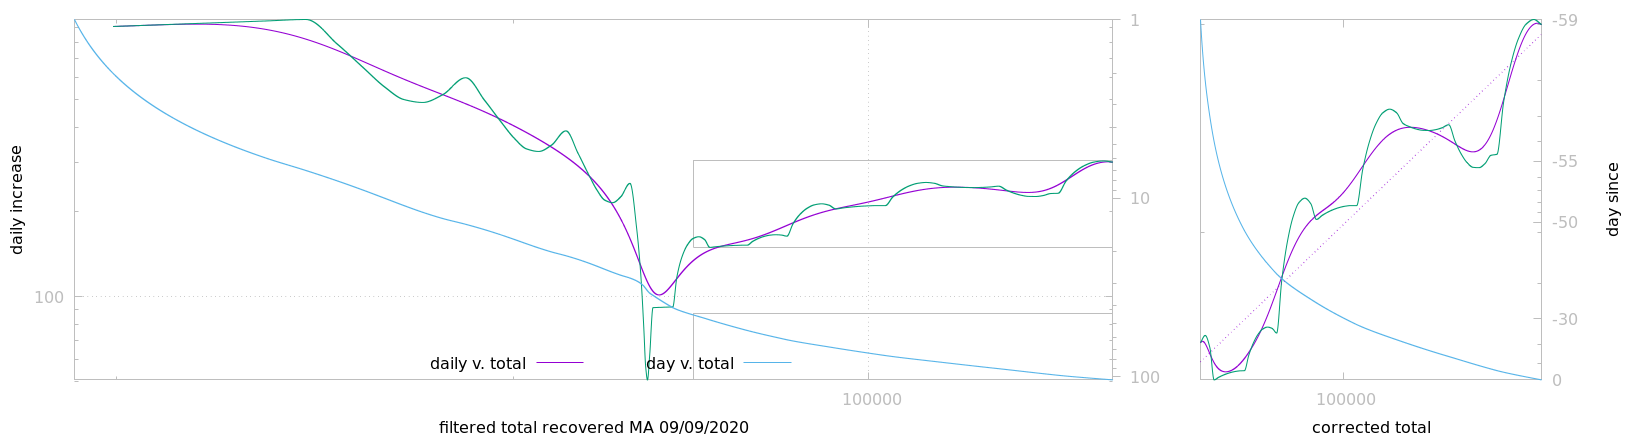 daily increase
100
daily v. total
day v. total
100000
filtered total recovered MA 09/09/2020
1
10
100
100000
corrected total
-59
-55
-50
-30
0
day since